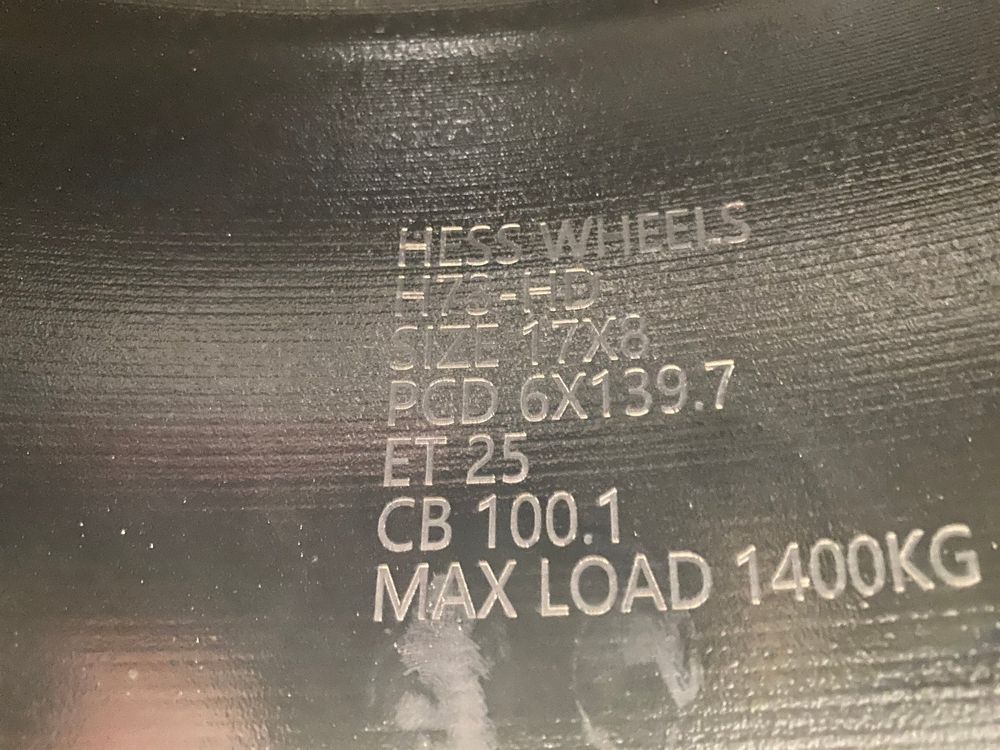 HESS WHEELS
H73-HD
SIZE 17X8
PCD 6X139.7
ET 25
CB 100.1
MAX LOAD 1400KG